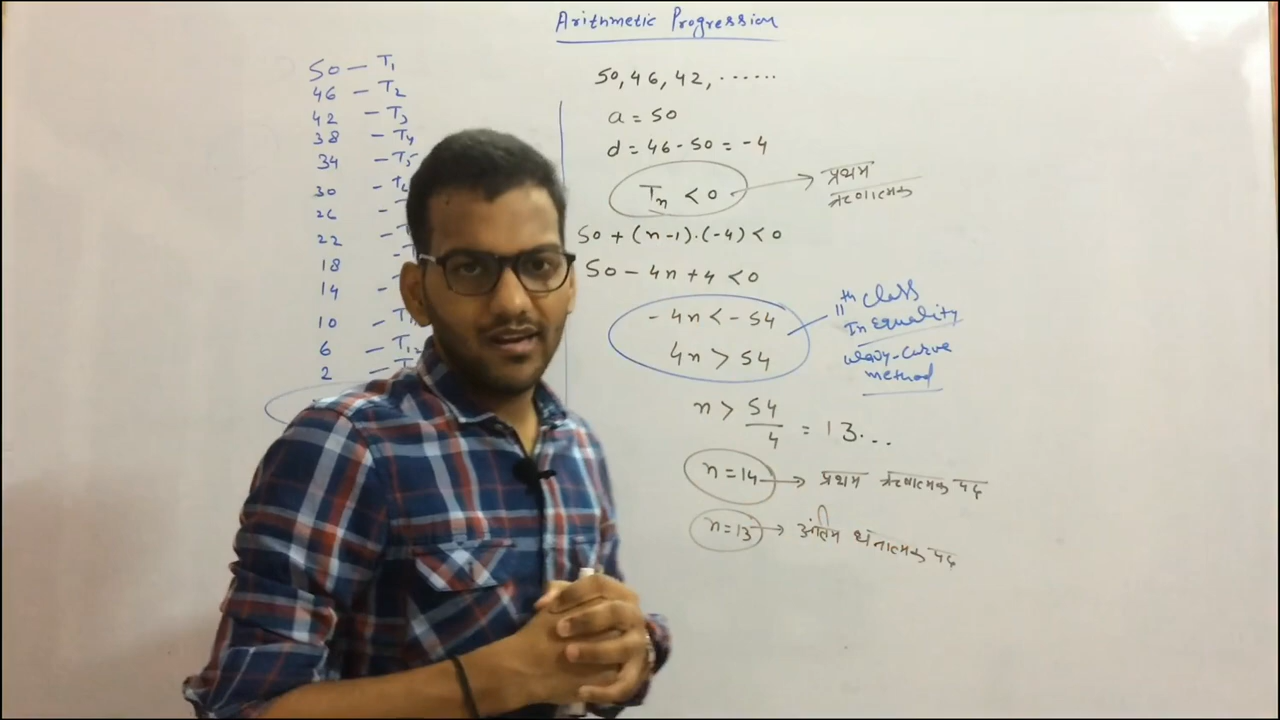 Arithmetic Progression
50 — T1
46 — T2
42 — T3
38 — T4
34 — T5
30 —
26 —
22 —
18 -
14 -
10 —
6 — T12
2 —
50, 46, 42, ......
a = 50
d = 46 - 50 = -4
Tn < 0 → प्रथम
ऋणात्मक
50 + (n-1).(-4) < 0
50 - 4n + 4 < 0
-4n < -54
4n > 54
11th class
Inequality
wavy-curve
method
n > 54/4 = 13...
n = 14 → प्रथम ऋणात्मक पद
n = 13 → अंतिम धनात्मक पद